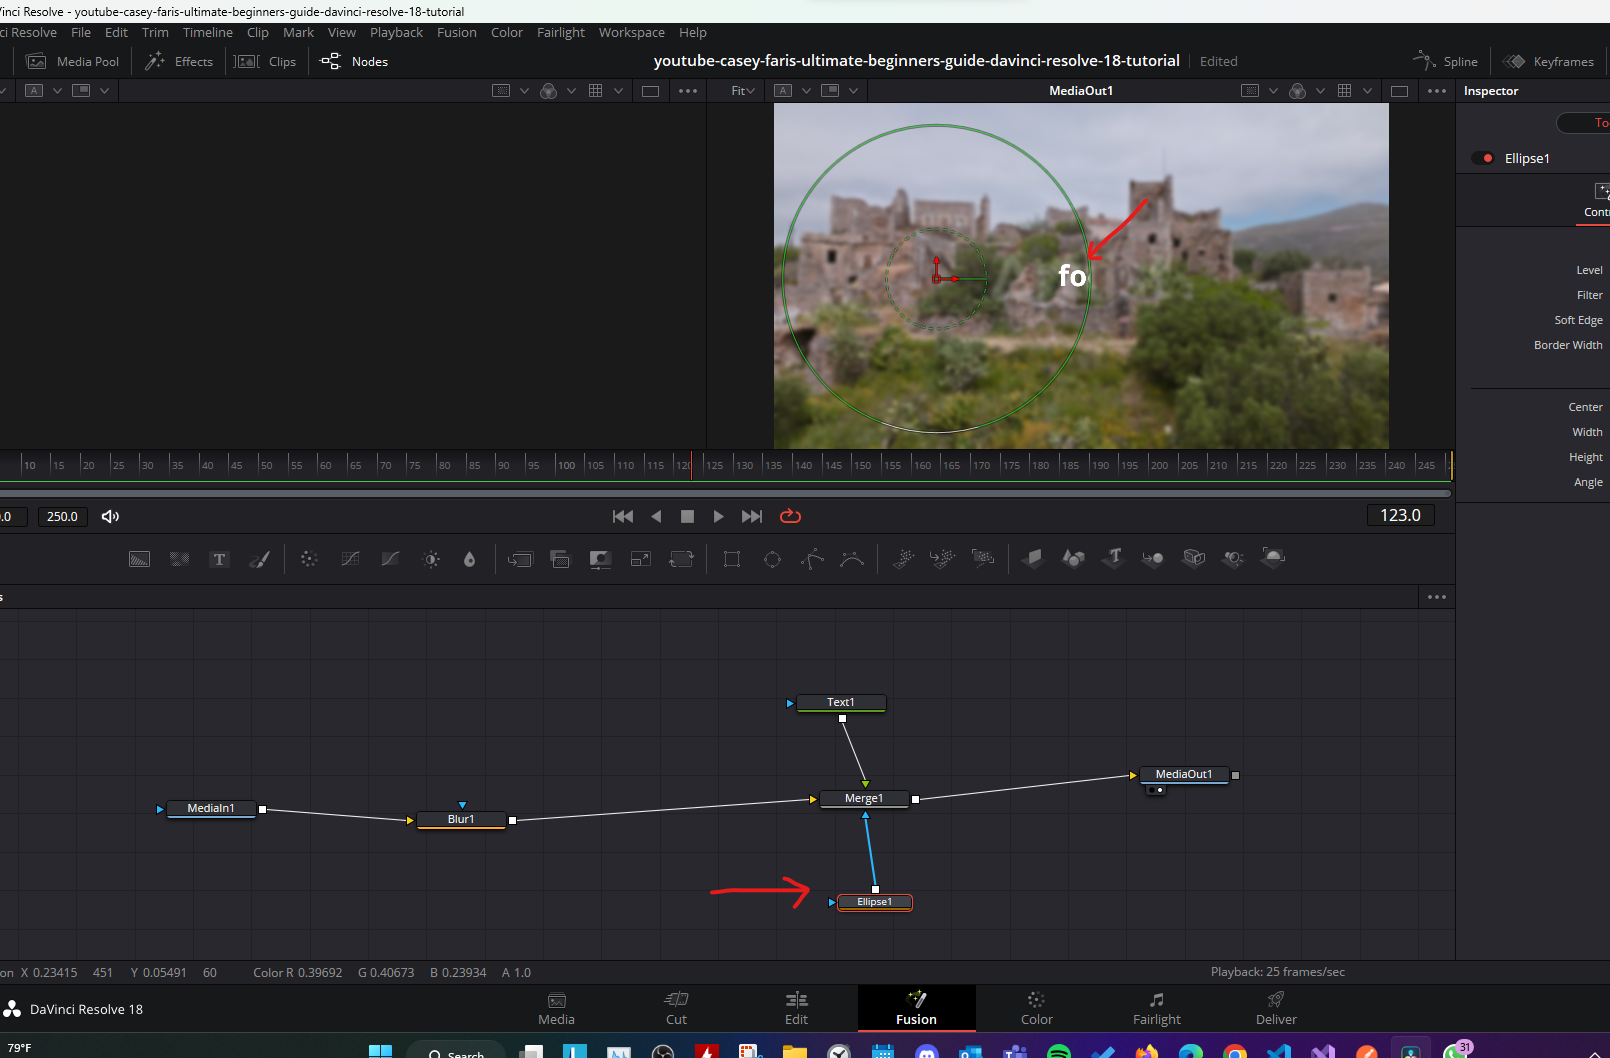 Vinci Resolve - youtube-casey-faris-ultimate-beginners-guide-davinci-resolve-18-tutorial
ci Resolve File Edit Trim Timeline Clip Mark View Playback Fusion Color Fairlight Workspace Help
Media Pool Effects Clips Nodes youtube-casey-faris-ultimate-beginners-guide-davinci-resolve-18-tutorial Edited Spline Keyframes
A Fit A MediaOut1 Inspector
To
Ellipse1
Cont
fo
Level
Filter
Soft Edge
Border Width
Center
Width
Height
Angle
10 15 20 25 30 35 40 45 50 55 60 65 70 75 80 85 90 95 100 105 110 115 120 125 130 135 140 145 150 155 160 165 170 175 180 185 190 195 200 205 210 215 220 225 230 235 240 245
.0 250.0 123.0
T T
s
Text1
MediaOut1
Merge1
MediaIn1
Blur1
Ellipse1
on X 0.23415 451 Y 0.05491 60 Color R 0.39692 G 0.40673 B 0.23934 A 1.0 Playback: 25 frames/sec
DaVinci Resolve 18 Media Cut Edit Fusion Color Fairlight Deliver
79°F Search 31